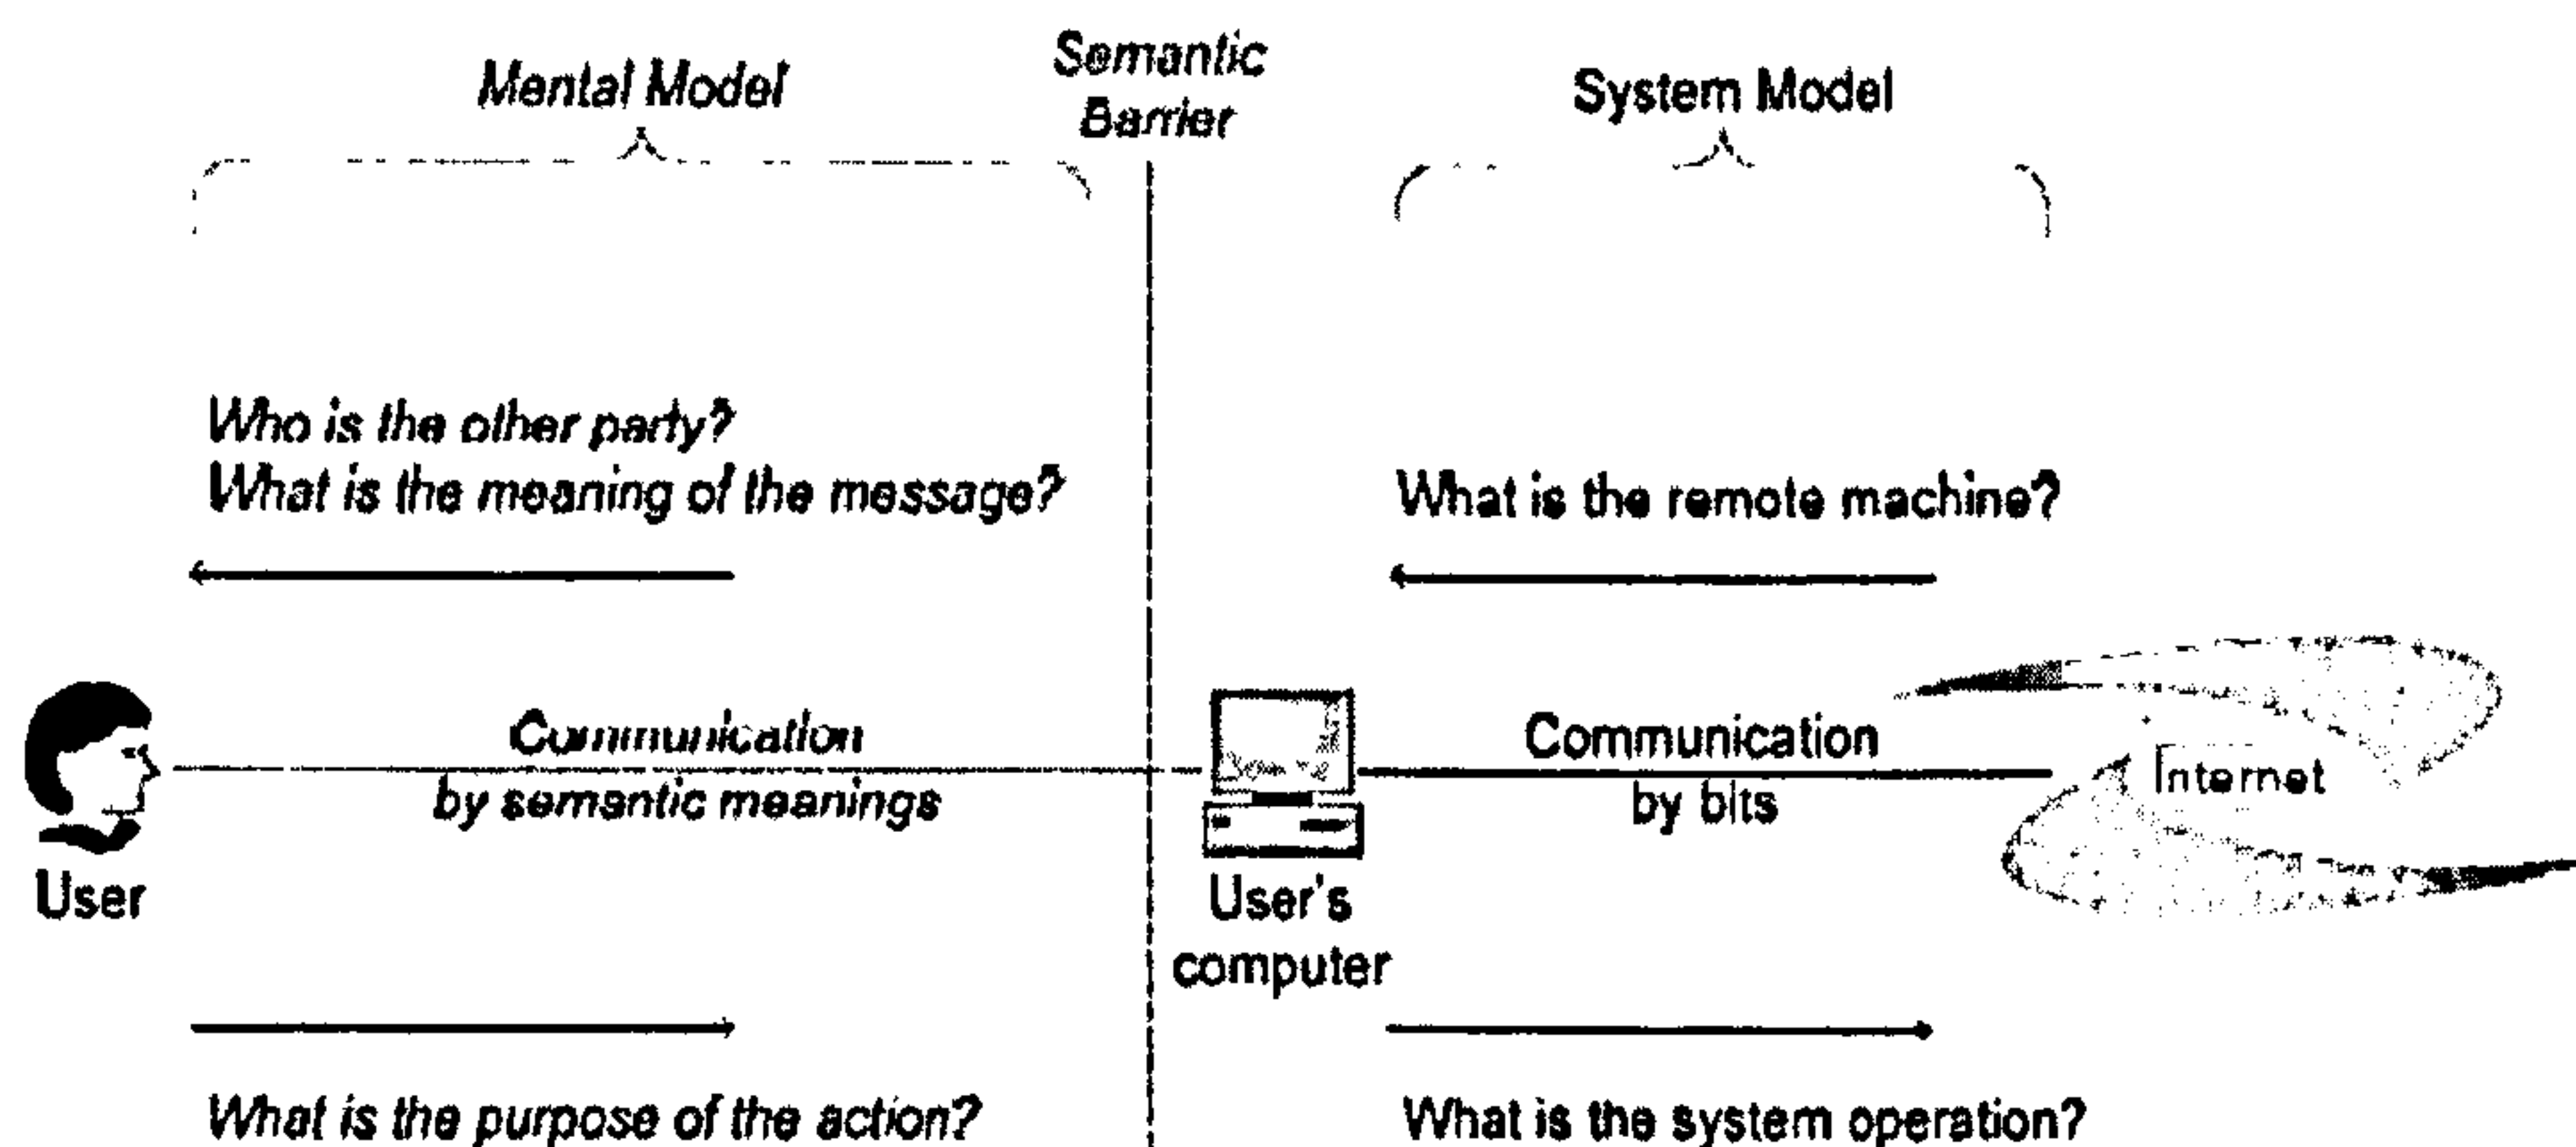 Mental Model
Semantic
Barrier
System Model
Who is the other party?
What is the meaning of the message?
What is the remote machine?
Communication
by semantic meanings
Communication
by bits
Internet
User
User's
computer
What is the purpose of the action?
What is the system operation?